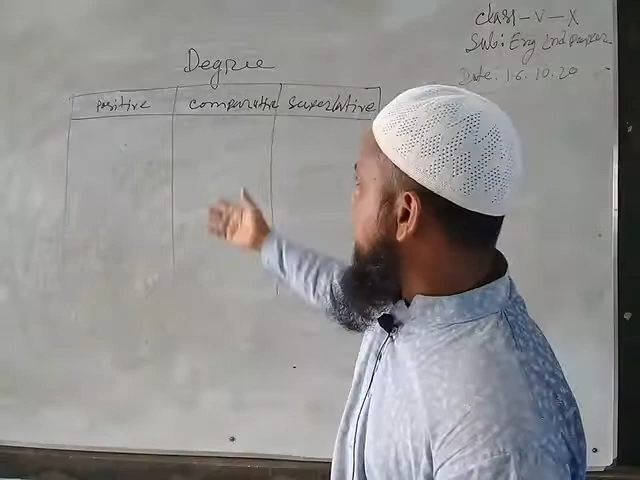 class-V-X
Sub: Eng 2nd paper
Date: 16.10.20
Degree
positive comparative superlative